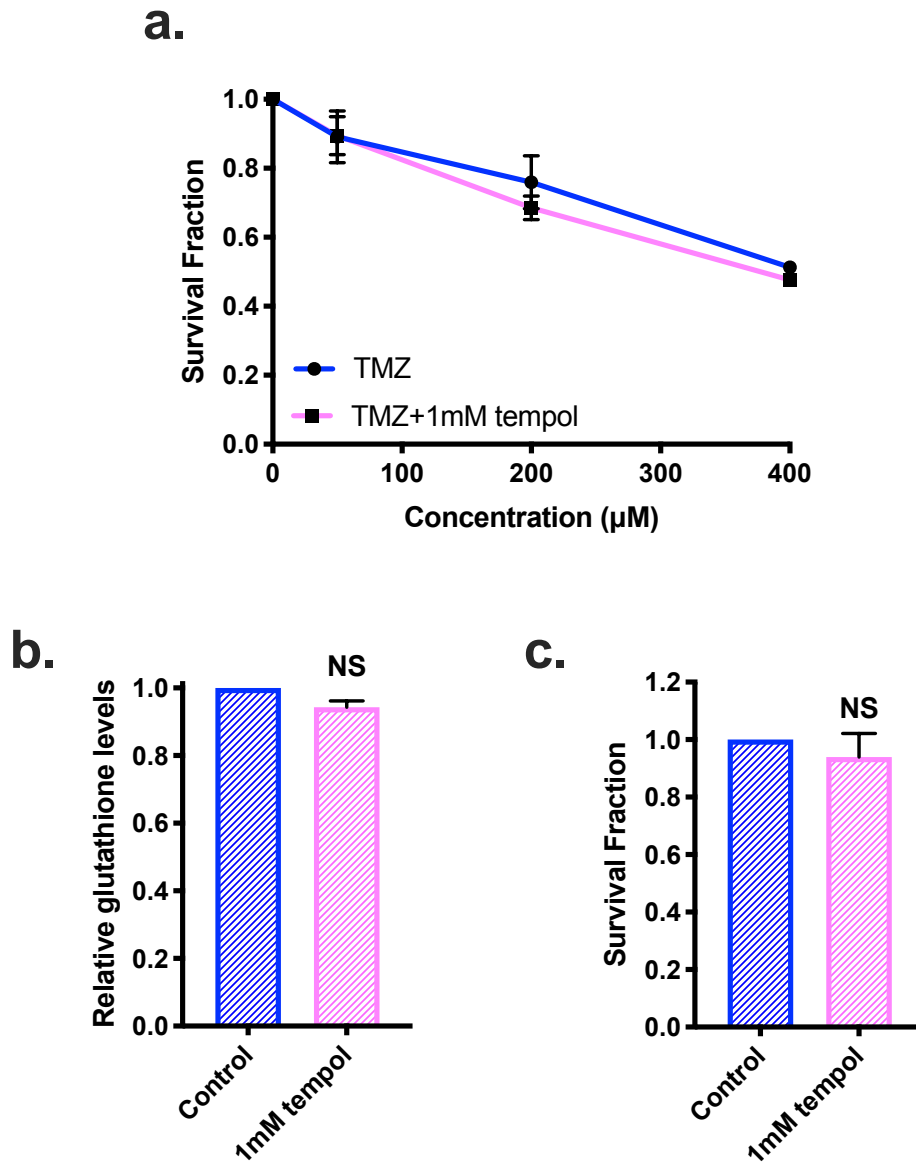 a.
1.0
0.8
0.6
0.4
0.2
0.0
Survival Fraction
TMZ
TMZ+1mM tempol
0 100 200 300 400
Concentration (μM)
b.
NS
1.0
0.8
0.6
0.4
0.2
0.0
Relative glutathione levels
Control
1mM tempol
c.
NS
1.2
1.0
0.8
0.6
0.4
0.2
0.0
Survival Fraction
Control
1mM tempol